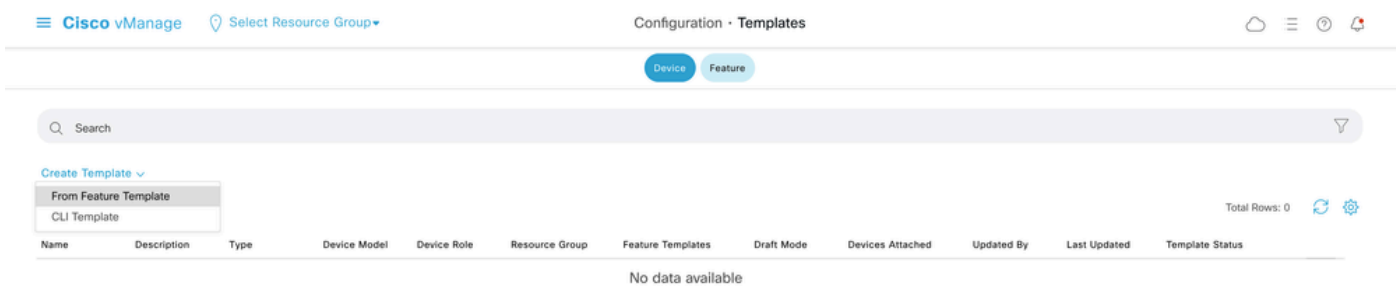 Cisco vManage Select Resource Group Configuration · Templates
Device Feature
Search
Create Template
From Feature Template
CLI Template
Total Rows: 0
Name Description Type Device Model Device Role Resource Group Feature Templates Draft Mode Devices Attached Updated By Last Updated Template Status
No data available